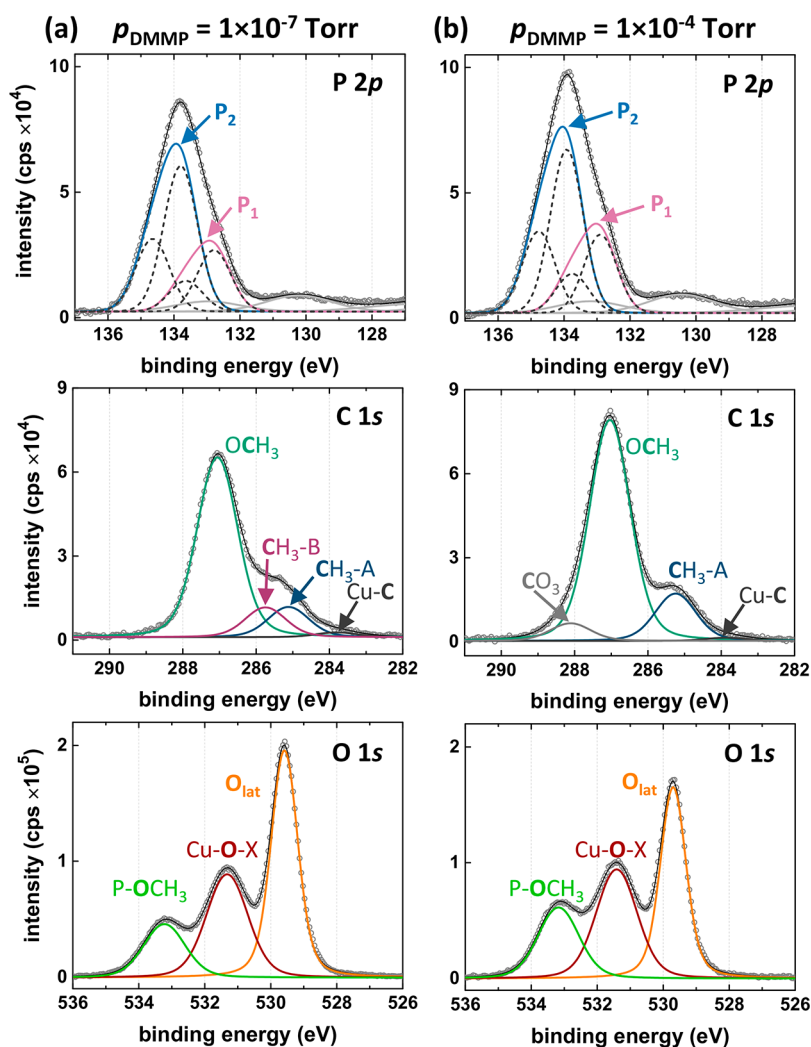 (a) p_DMMP = 1×10⁻⁷ Torr
(b) p_DMMP = 1×10⁻⁴ Torr
P 2p
P₂
P₁
10
5
0
intensity (cps ×10⁴)
136 134 132 130 128
binding energy (eV)
P 2p
P₂
P₁
10
5
0
136 134 132 130 128
binding energy (eV)
C 1s
OCH₃
CH₃-B
CH₃-A
Cu-C
9
6
3
0
intensity (cps ×10⁴)
290 288 286 284 282
binding energy (eV)
C 1s
OCH₃
CO₃
CH₃-A
Cu-C
9
6
3
0
290 288 286 284 282
binding energy (eV)
O 1s
O_lat
Cu-O-X
P-OCH₃
2
1
0
intensity (cps ×10⁵)
536 534 532 530 528 526
binding energy (eV)
O 1s
O_lat
Cu-O-X
P-OCH₃
2
1
0
536 534 532 530 528 526
binding energy (eV)